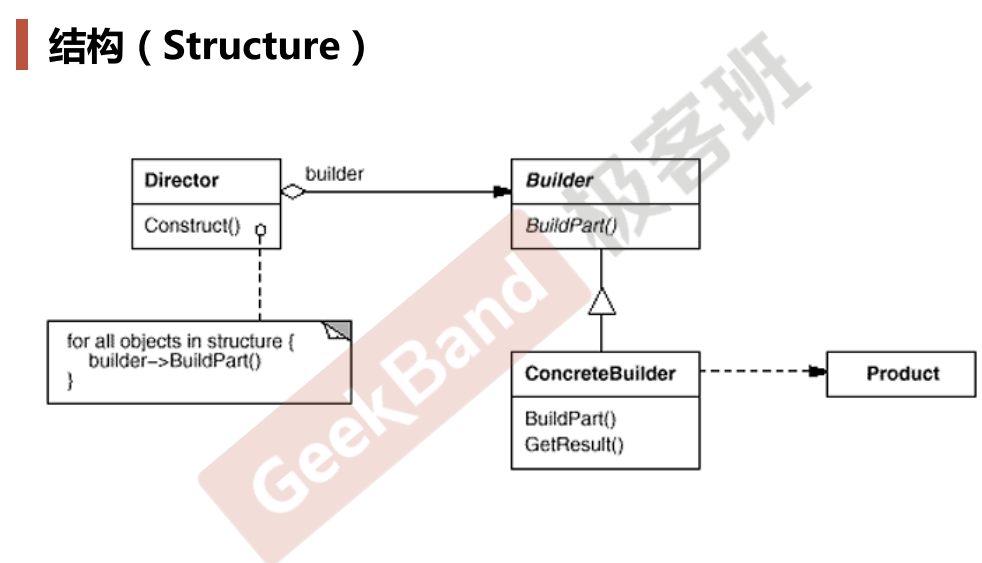 结构（Structure）
Director
builder
Builder
Construct()
BuildPart()
for all objects in structure {
builder->BuildPart()
}
ConcreteBuilder
Product
BuildPart()
GetResult()
GeekBand
极客班